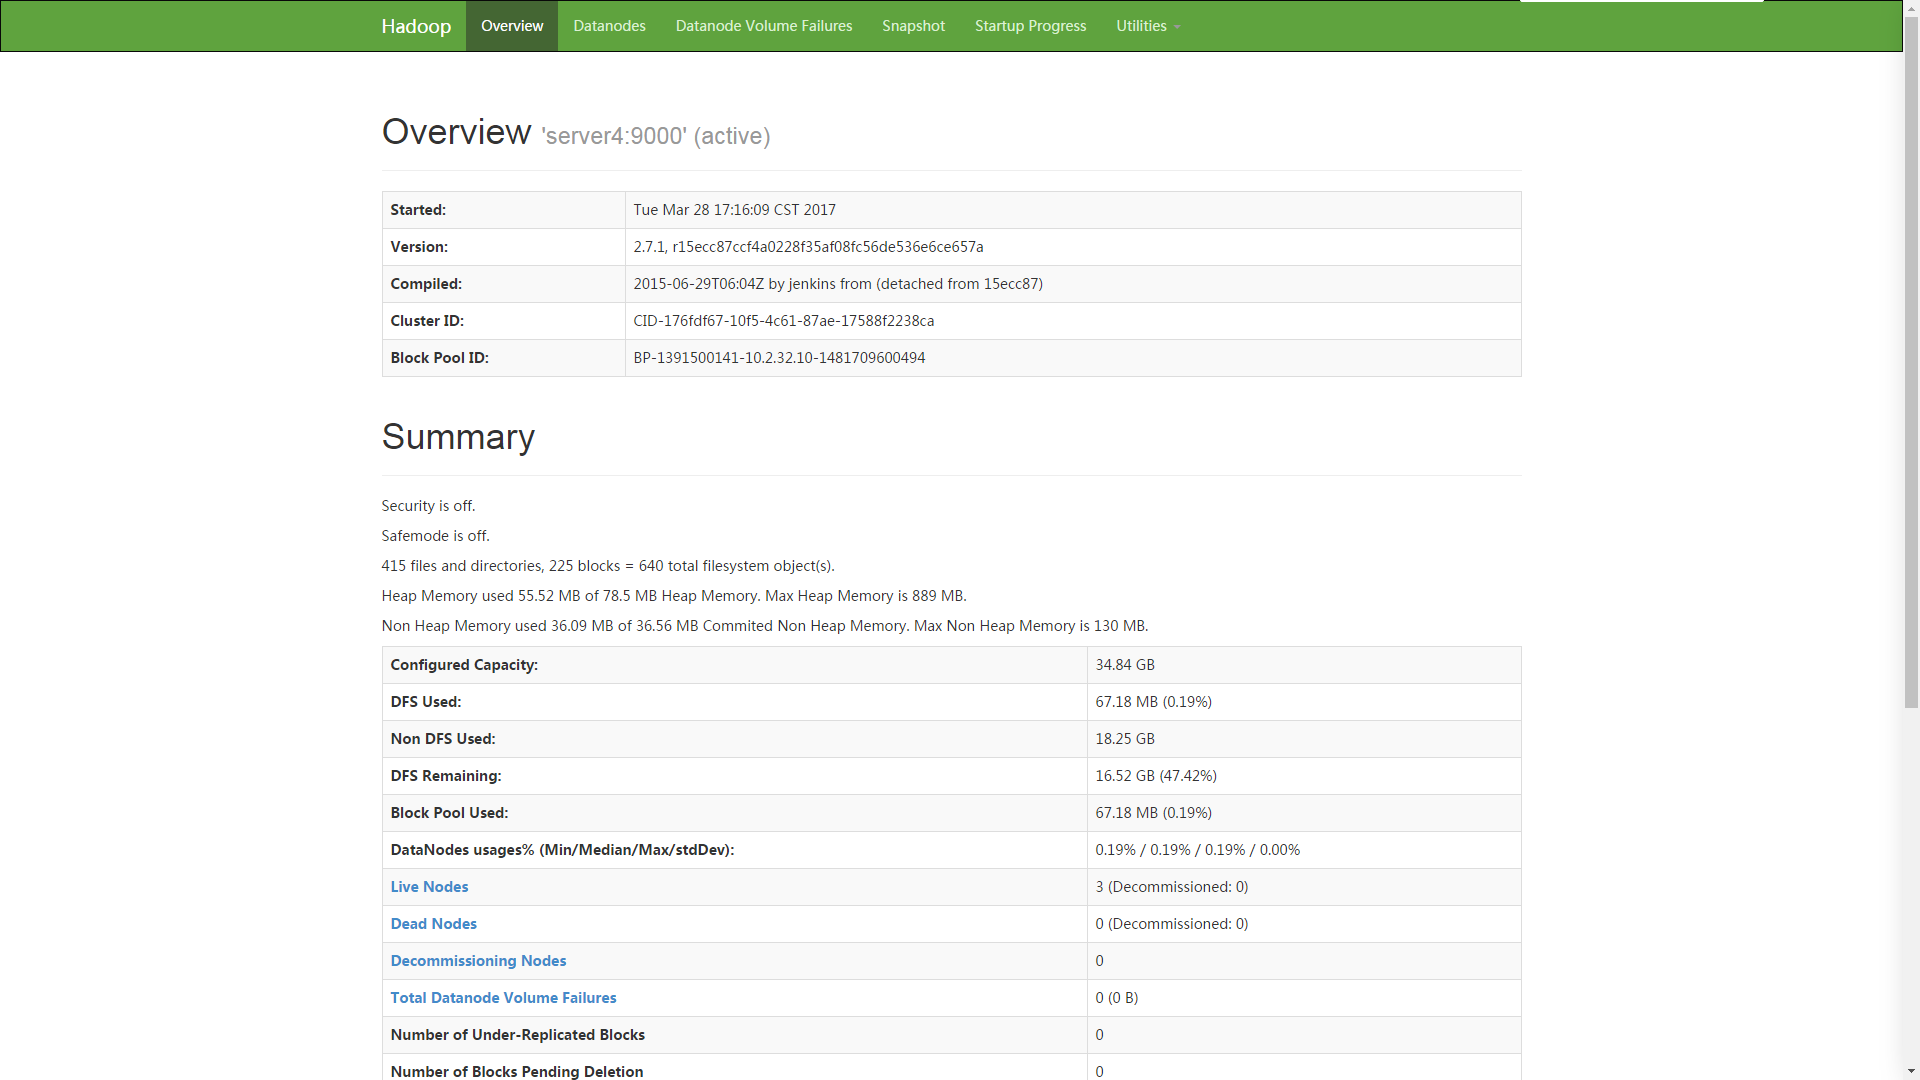 Hadoop Overview Datanodes Datanode Volume Failures Snapshot Startup Progress Utilities
Overview 'server4:9000' (active)
Started: Tue Mar 28 17:16:09 CST 2017
Version: 2.7.1, r15ecc87ccf4a0228f35af08fc56de536e6ce657a
Compiled: 2015-06-29T06:04Z by jenkins from (detached from 15ecc87)
Cluster ID: CID-176fdf67-10f5-4c61-87ae-17588f2238ca
Block Pool ID: BP-1391500141-10.2.32.10-1481709600494
Summary
Security is off.
Safemode is off.
415 files and directories, 225 blocks = 640 total filesystem object(s).
Heap Memory used 55.52 MB of 78.5 MB Heap Memory. Max Heap Memory is 889 MB.
Non Heap Memory used 36.09 MB of 36.56 MB Commited Non Heap Memory. Max Non Heap Memory is 130 MB.
Configured Capacity: 34.84 GB
DFS Used: 67.18 MB (0.19%)
Non DFS Used: 18.25 GB
DFS Remaining: 16.52 GB (47.42%)
Block Pool Used: 67.18 MB (0.19%)
DataNodes usages% (Min/Median/Max/stdDev): 0.19% / 0.19% / 0.19% / 0.00%
Live Nodes 3 (Decommissioned: 0)
Dead Nodes 0 (Decommissioned: 0)
Decommissioning Nodes 0
Total Datanode Volume Failures 0 (0 B)
Number of Under-Replicated Blocks 0
Number of Blocks Pending Deletion 0